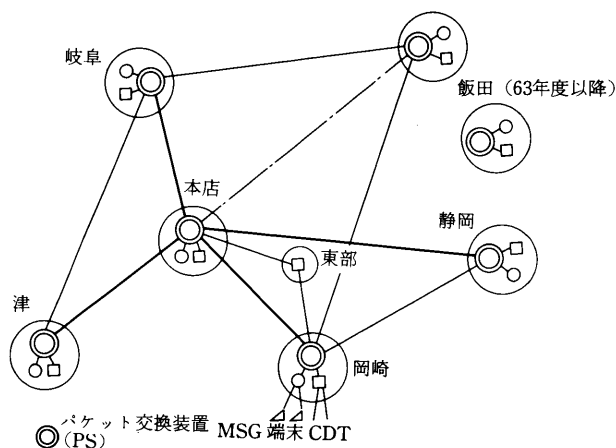 岐阜
飯田（63年度以降）
本店
静岡
東部
津
岡崎
パケット交換装置
(PS)
MSG 端末 CDT